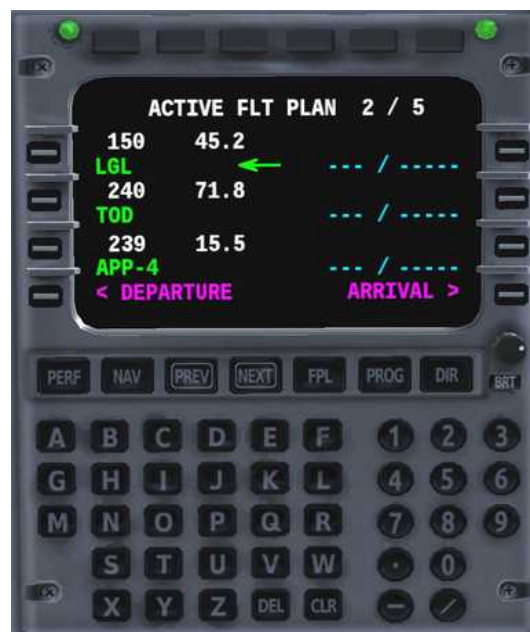 ACTIVE FLT PLAN 2 / 5
150 45.2
LGL ← --- / -----
240 71.8
TOD --- / -----
239 15.5
APP-4 --- / -----
< DEPARTURE ARRIVAL >
PERF NAV PREV NEXT FPL PROG DIR BRT
A B C D E F 1 2 3
G H I J K L 4 5 6
M N O P Q R 7 8 9
S T U V W · 0
X Y Z DEL CLR - /